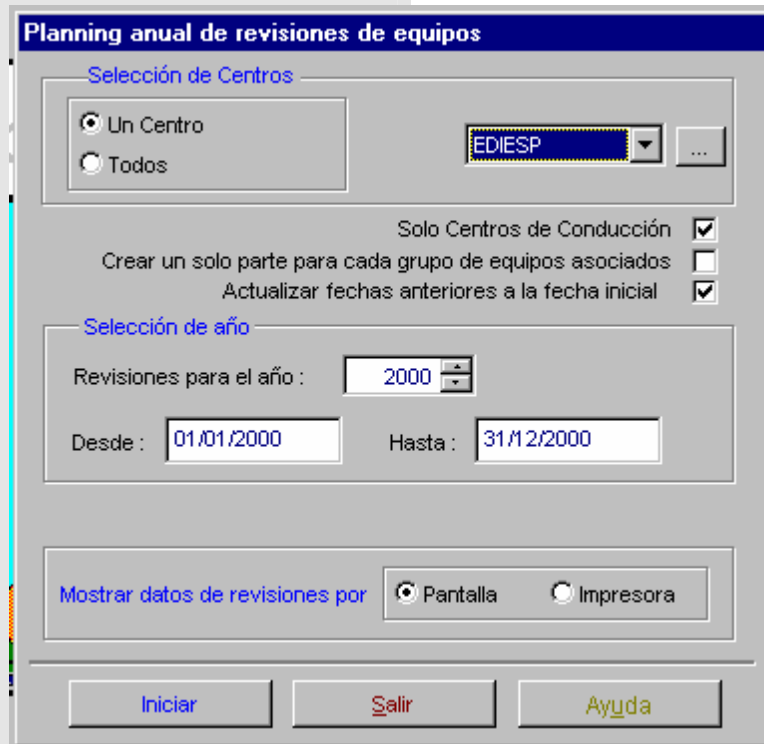 Planning anual de revisiones de equipos
Selección de Centros
Un Centro
EDIESP
...
Todos
Solo Centros de Conducción
Crear un solo parte para cada grupo de equipos asociados
Actualizar fechas anteriores a la fecha inicial
Selección de año
Revisiones para el año : 2000
Desde : 01/01/2000 Hasta : 31/12/2000
Mostrar datos de revisiones por Pantalla Impresora
Iniciar Salir Ayuda